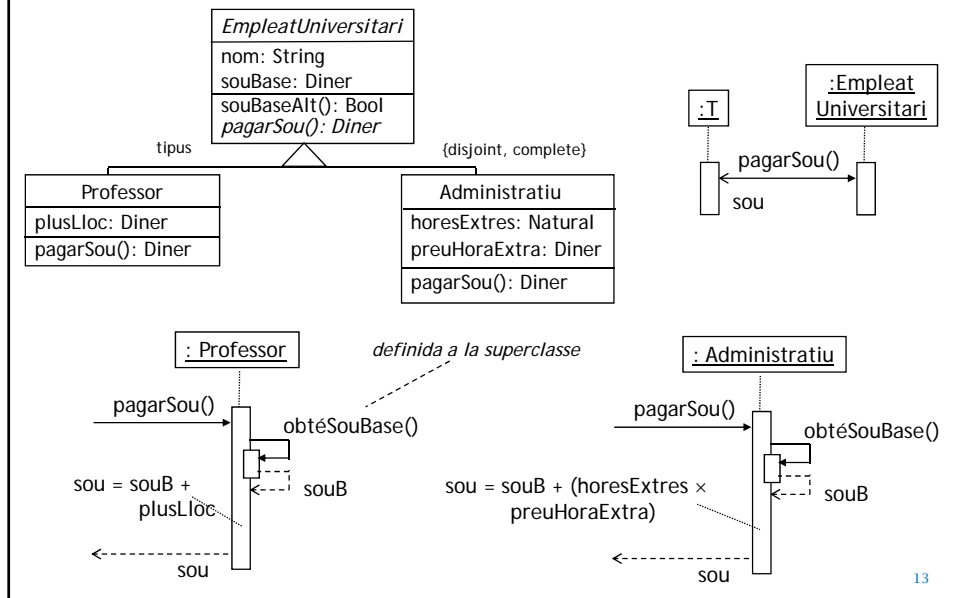 EmpleatUniversitari
nom: String
souBase: Diner
souBaseAlt(): Bool
pagarSou(): Diner
tipus
{disjoint, complete}
Professor
plusLloc: Diner
pagarSou(): Diner
Administratiu
horesExtres: Natural
preuHoraExtra: Diner
pagarSou(): Diner
:T
:Empleat
Universitari
pagarSou()
sou
: Professor
definida a la superclasse
pagarSou()
obtéSouBase()
souB
sou = souB +
plusLloc
sou
: Administratiu
pagarSou()
obtéSouBase()
souB
sou = souB + (horesExtres ×
preuHoraExtra)
sou
13